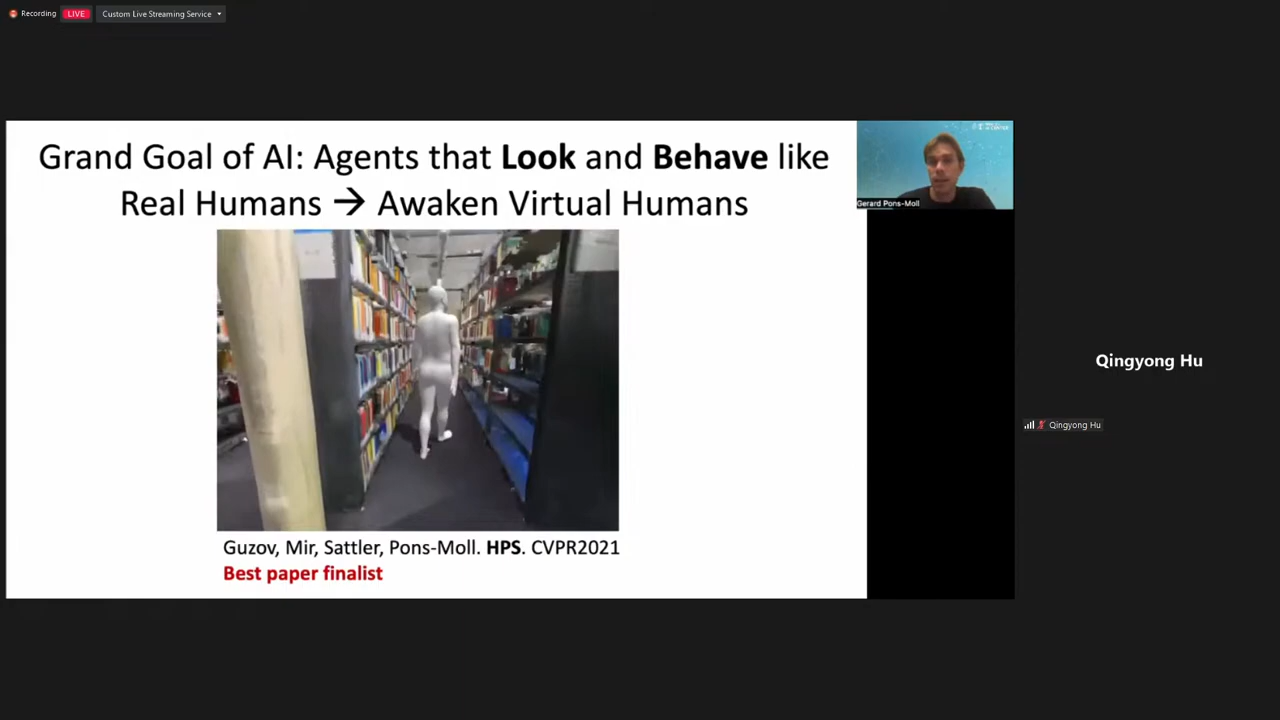 Recording
LIVE
Custom Live Streaming Service
Grand Goal of AI: Agents that Look and Behave like
Real Humans → Awaken Virtual Humans
Gerard Pons-Moll
Qingyong Hu
Qingyong Hu
Guzov, Mir, Sattler, Pons-Moll. HPS. CVPR2021
Best paper finalist